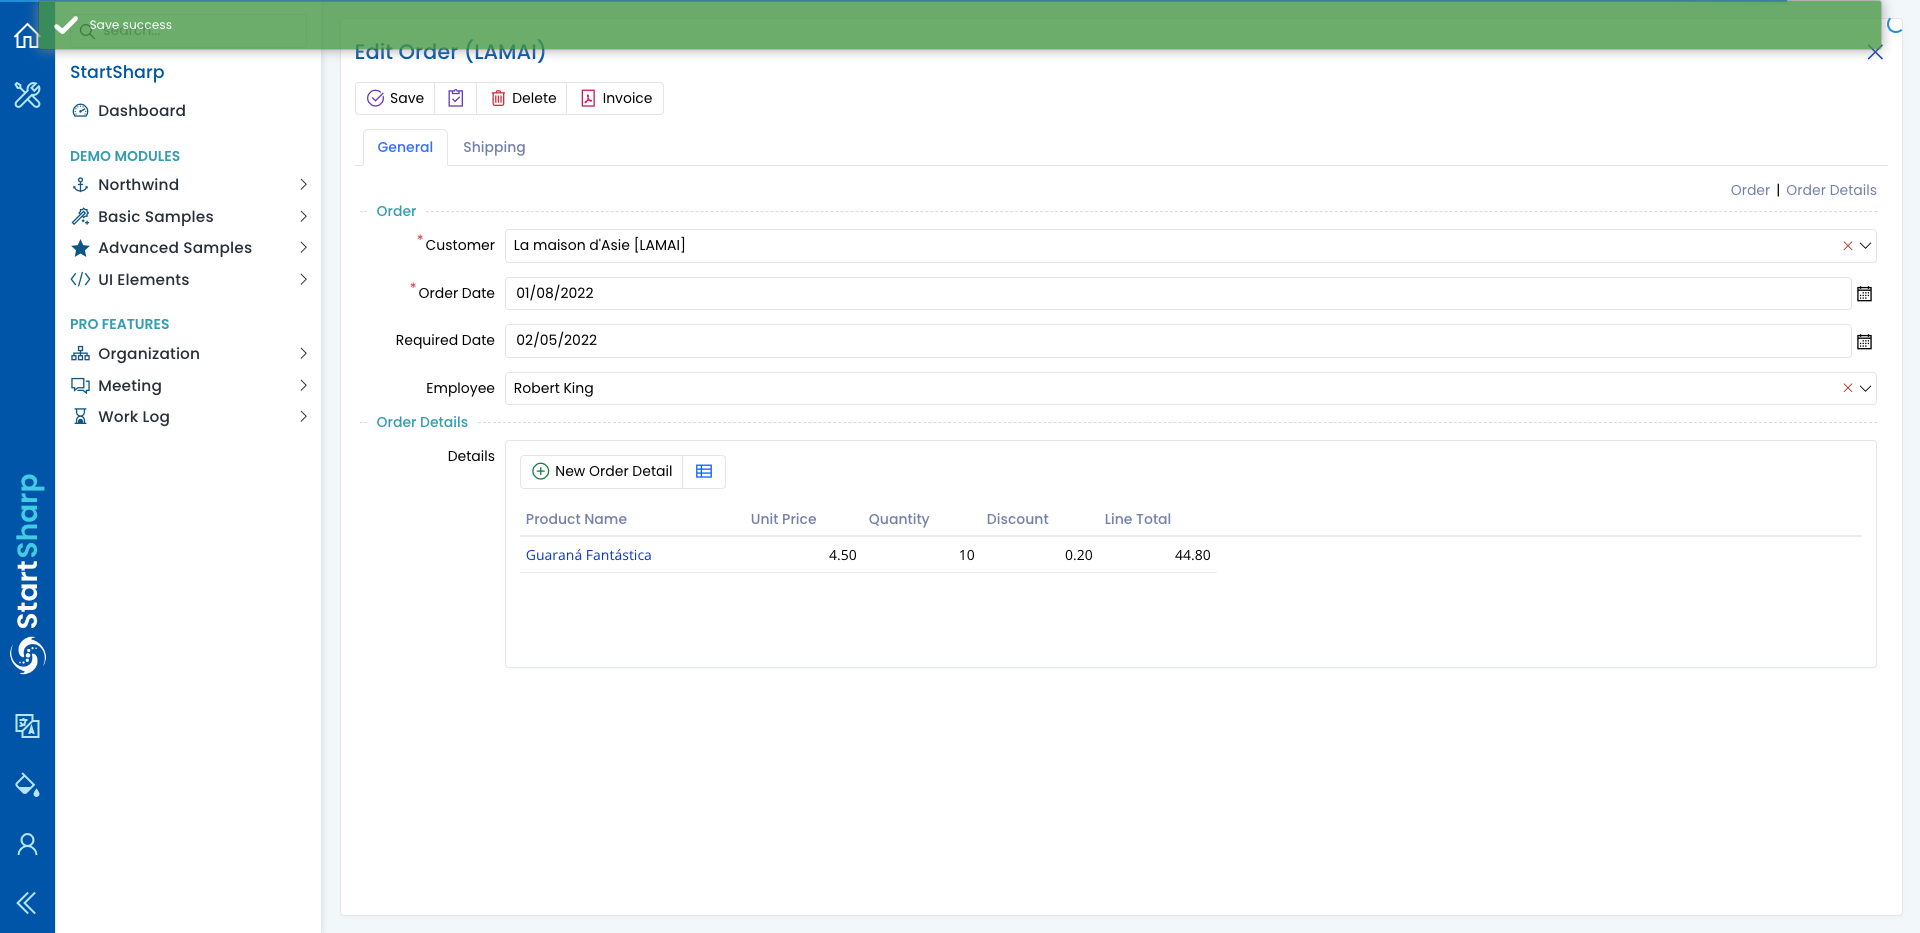 Save success
Search...
StartSharp
Dashboard
DEMO MODULES
Northwind
Basic Samples
Advanced Samples
UI Elements
PRO FEATURES
Organization
Meeting
Work Log
StartSharp
Edit Order (LAMAI)
Save
Delete
Invoice
General
Shipping
Order | Order Details
Order
* Customer
La maison d'Asie [LAMAI]
* Order Date
01/08/2022
Required Date
02/05/2022
Employee
Robert King
Order Details
Details
New Order Detail
Product Name Unit Price Quantity Discount Line Total
Guaraná Fantástica 4.50 10 0.20 44.80